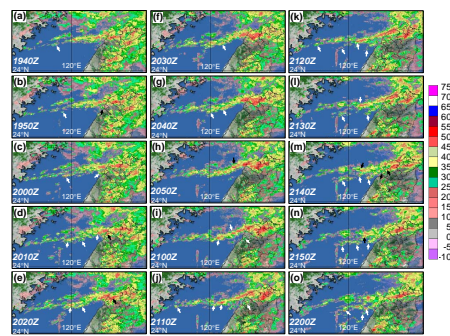 (a)
1940Z
24°N
120°E
(b)
1950Z
24°N
120°E
(c)
2000Z
24°N
120°E
(d)
2010Z
24°N
120°E
(e)
2020Z
24°N
120°E
(f)
2030Z
24°N
120°E
(g)
2040Z
24°N
120°E
(h)
2050Z
24°N
120°E
(i)
2100Z
24°N
120°E
(j)
2110Z
24°N
120°E
(k)
2120Z
24°N
120°E
(l)
2130Z
24°N
120°E
(m)
2140Z
24°N
120°E
(n)
2150Z
24°N
120°E
(o)
2200Z
24°N
120°E
75
70
65
60
55
50
45
40
35
30
25
20
15
10
5
0
-5
-10